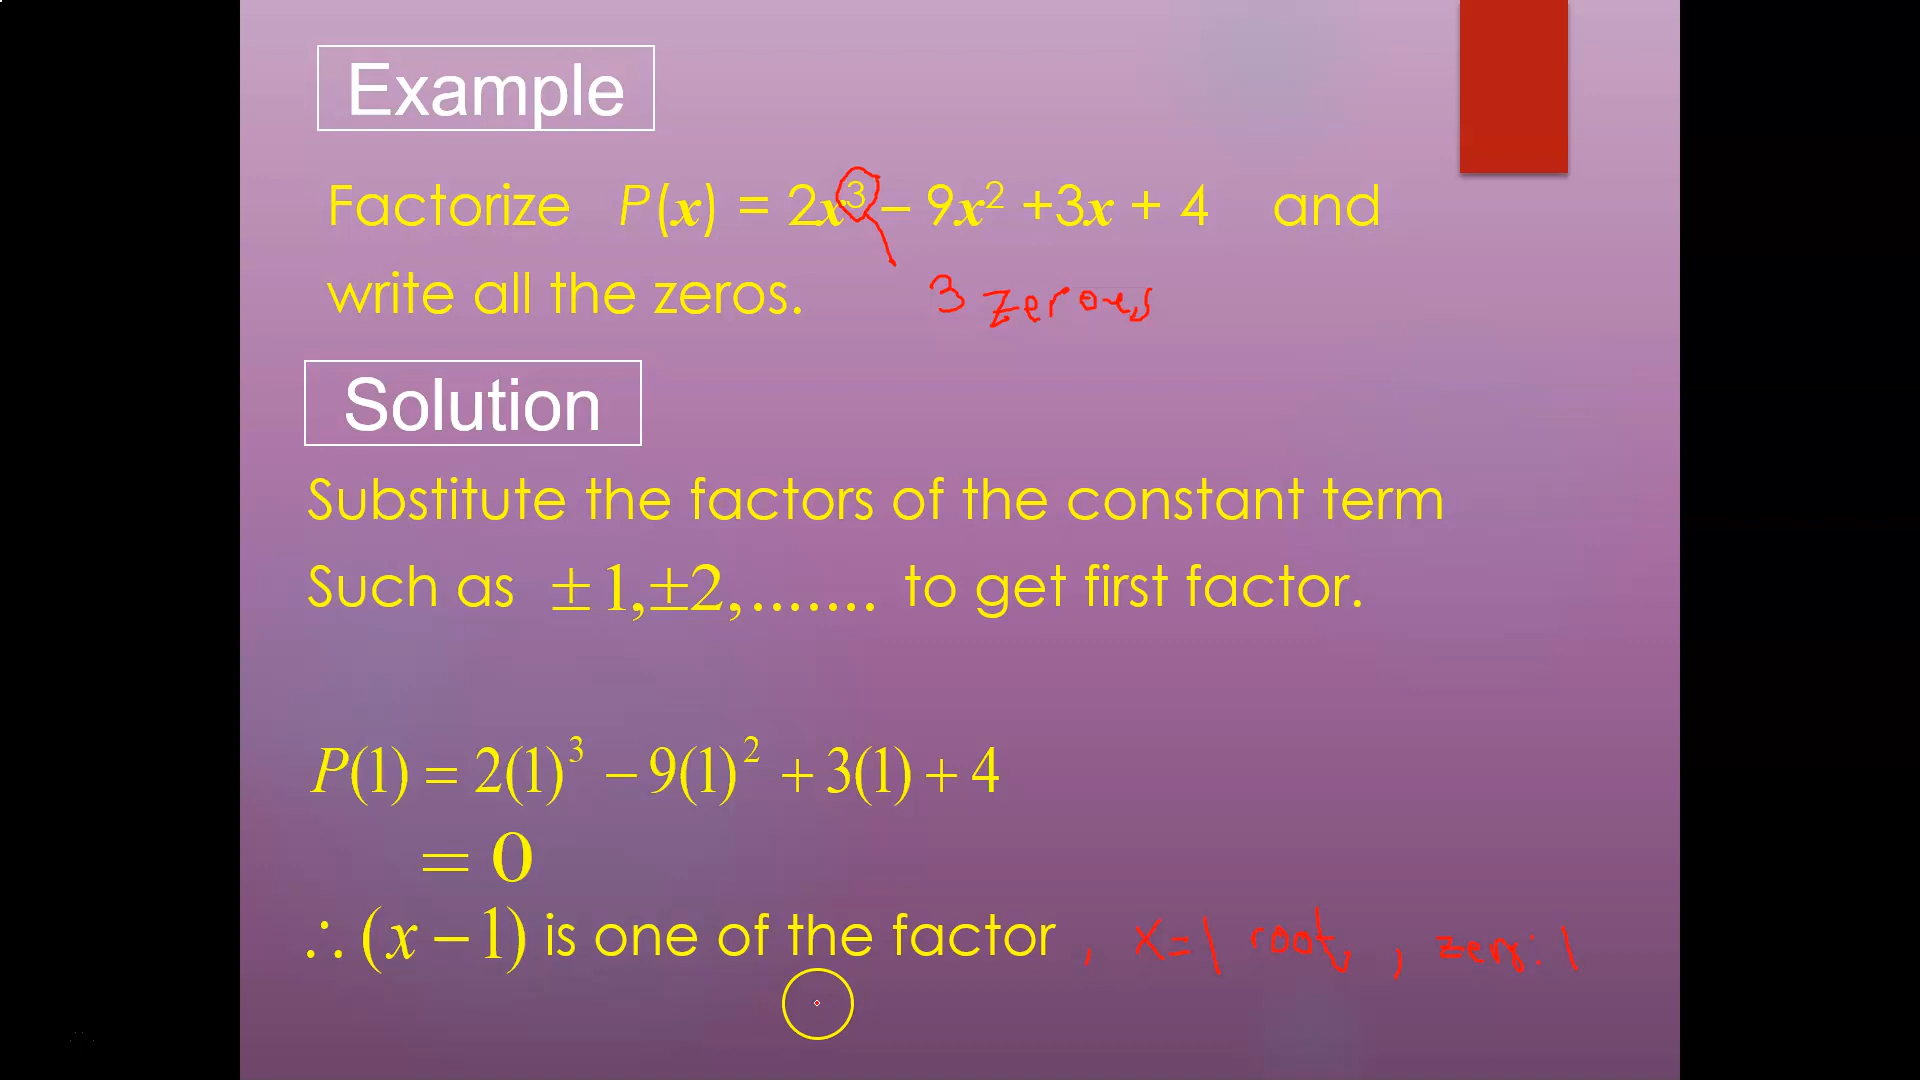 Example
Factorize P(x) = 2x³ – 9x² +3x + 4 and
write all the zeros. 3 zeroes
Solution
Substitute the factors of the constant term
Such as ±1,±2,....... to get first factor.
P(1) = 2(1)³ − 9(1)² + 3(1) + 4
= 0
∴ (x − 1) is one of the factor , x=1 root, , zero: 1